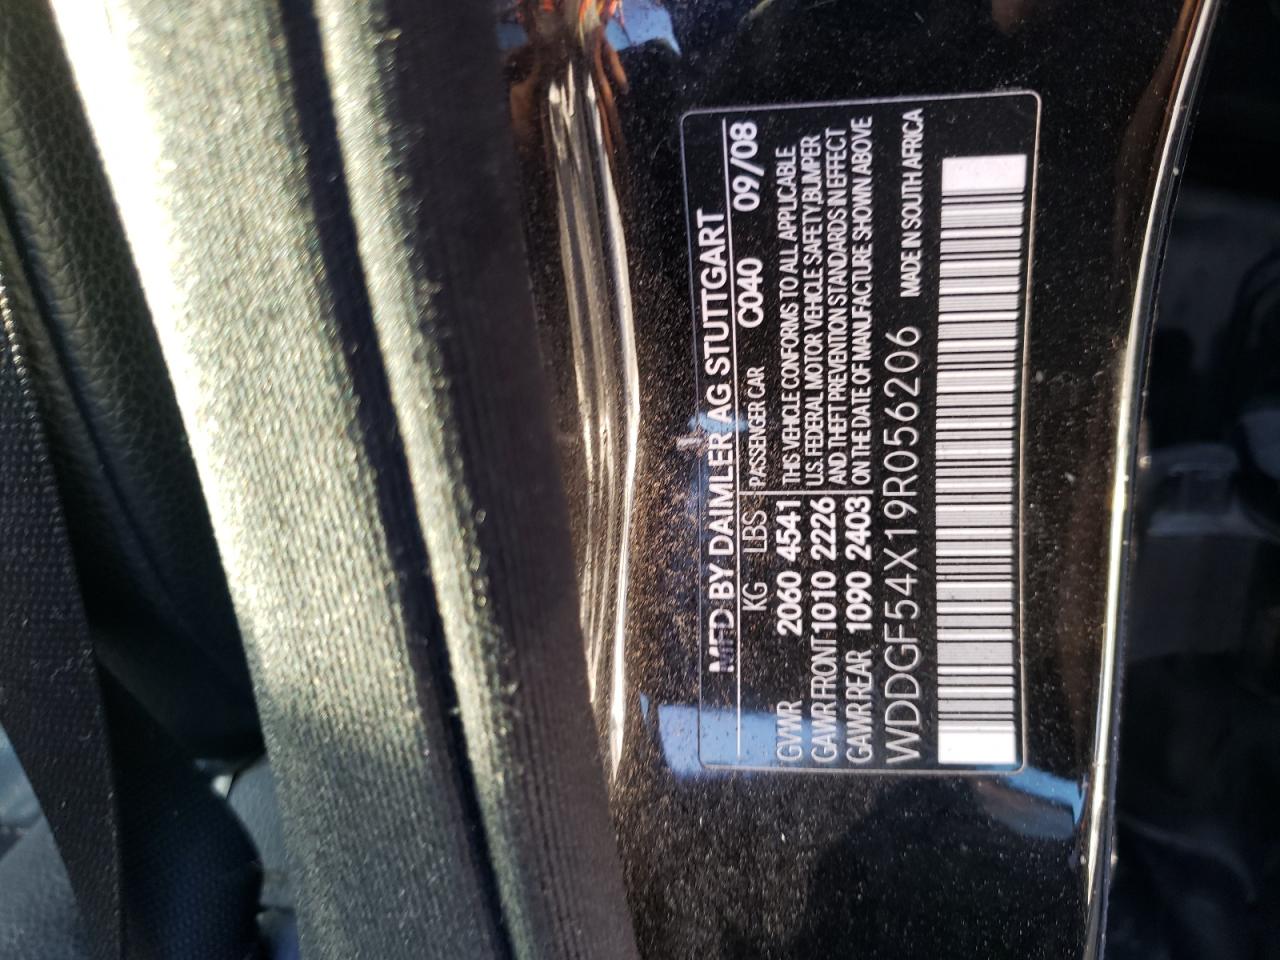 MFD BY DAIMLER AG STUTTGART
KG LBS PASSENGER CAR C040 09/08
GVWR 2060 4541 THIS VEHICLE CONFORMS TO ALL APPLICABLE
GAWR FRONT 1010 2226 U.S. FEDERAL MOTOR VEHICLE SAFETY, BUMPER
GAWR REAR 1090 2403 AND THEFT PREVENTION STANDARDS IN EFFECT
ON THE DATE OF MANUFACTURE SHOWN ABOVE
WDDGF54X19R056206 MADE IN SOUTH AFRICA